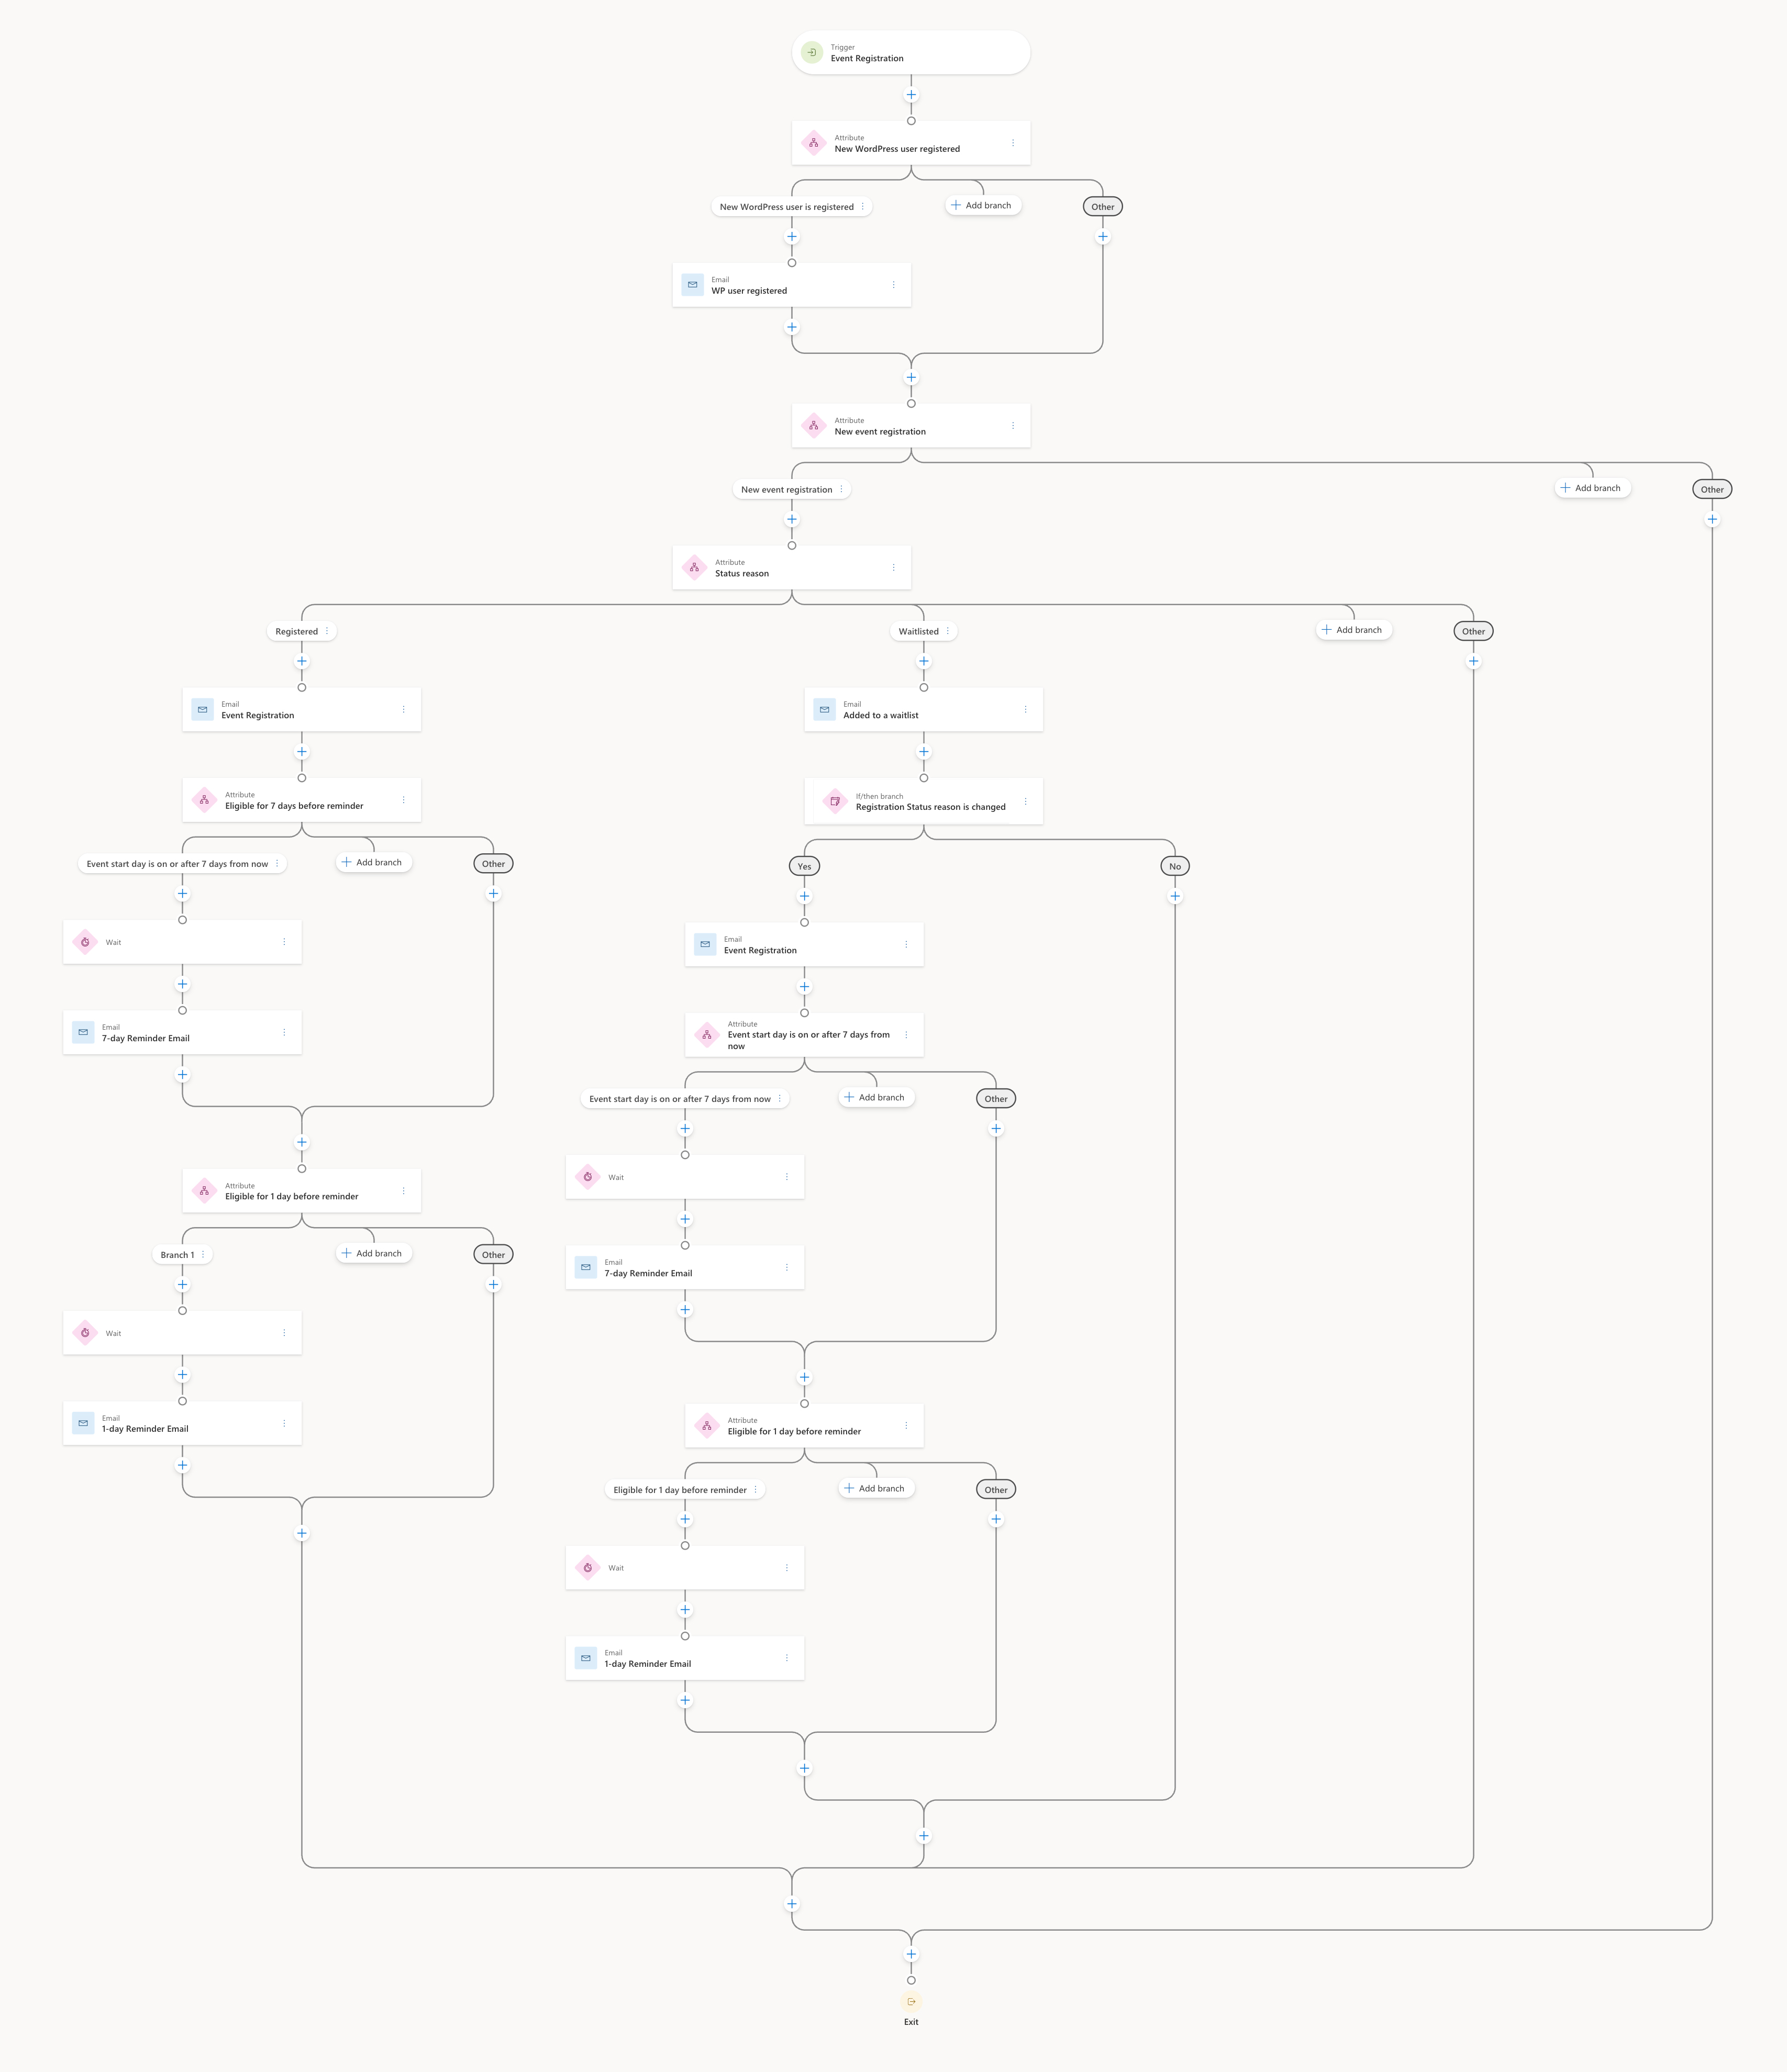 Trigger
Event Registration
Attribute
New WordPress user registered
New WordPress user is registered
Add branch
Other
Email
WP user registered
Attribute
New event registration
New event registration
Add branch
Other
Attribute
Status reason
Registered
Waitlisted
Add branch
Other
Email
Event Registration
Email
Added to a waitlist
Attribute
Eligible for 7 days before reminder
If/then branch
Registration Status reason is changed
Event start day is on or after 7 days from now
Add branch
Other
Yes
No
Wait
Email
Event Registration
Email
7-day Reminder Email
Attribute
Event start day is on or after 7 days from
now
Event start day is on or after 7 days from now
Add branch
Other
Attribute
Eligible for 1 day before reminder
Wait
Branch 1
Add branch
Other
Email
7-day Reminder Email
Wait
Email
1-day Reminder Email
Attribute
Eligible for 1 day before reminder
Eligible for 1 day before reminder
Add branch
Other
Wait
Email
1-day Reminder Email
Exit